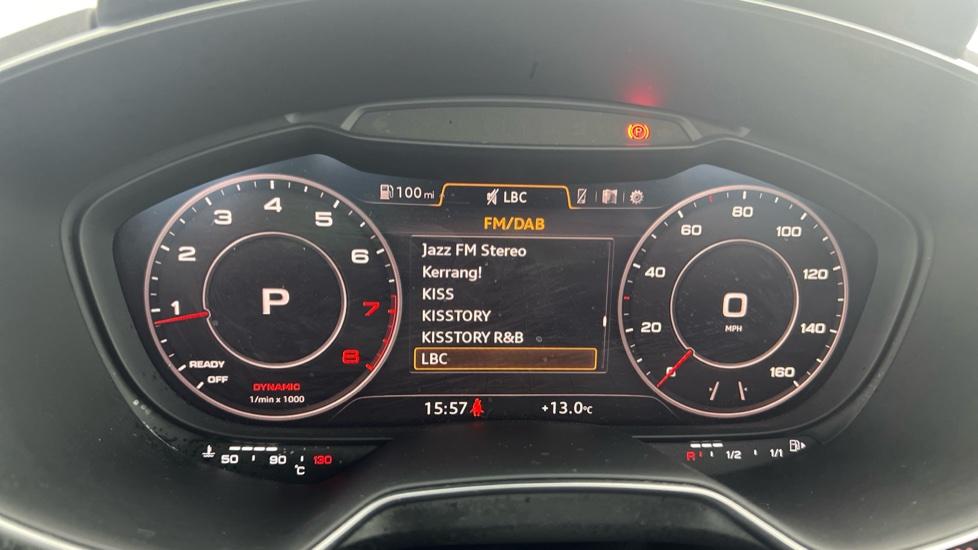 P
100 mi
LBC
FM/DAB
Jazz FM Stereo
Kerrang!
KISS
KISSTORY
KISSTORY R&B
LBC
1
2
3
4
5
6
7
8
P
READY
OFF
DYNAMIC
1/min x 1000
0
20
40
60
80
100
120
140
160
0
MPH
15:57
+13.0°C
50
90
130
°C
R
1/2
1/1